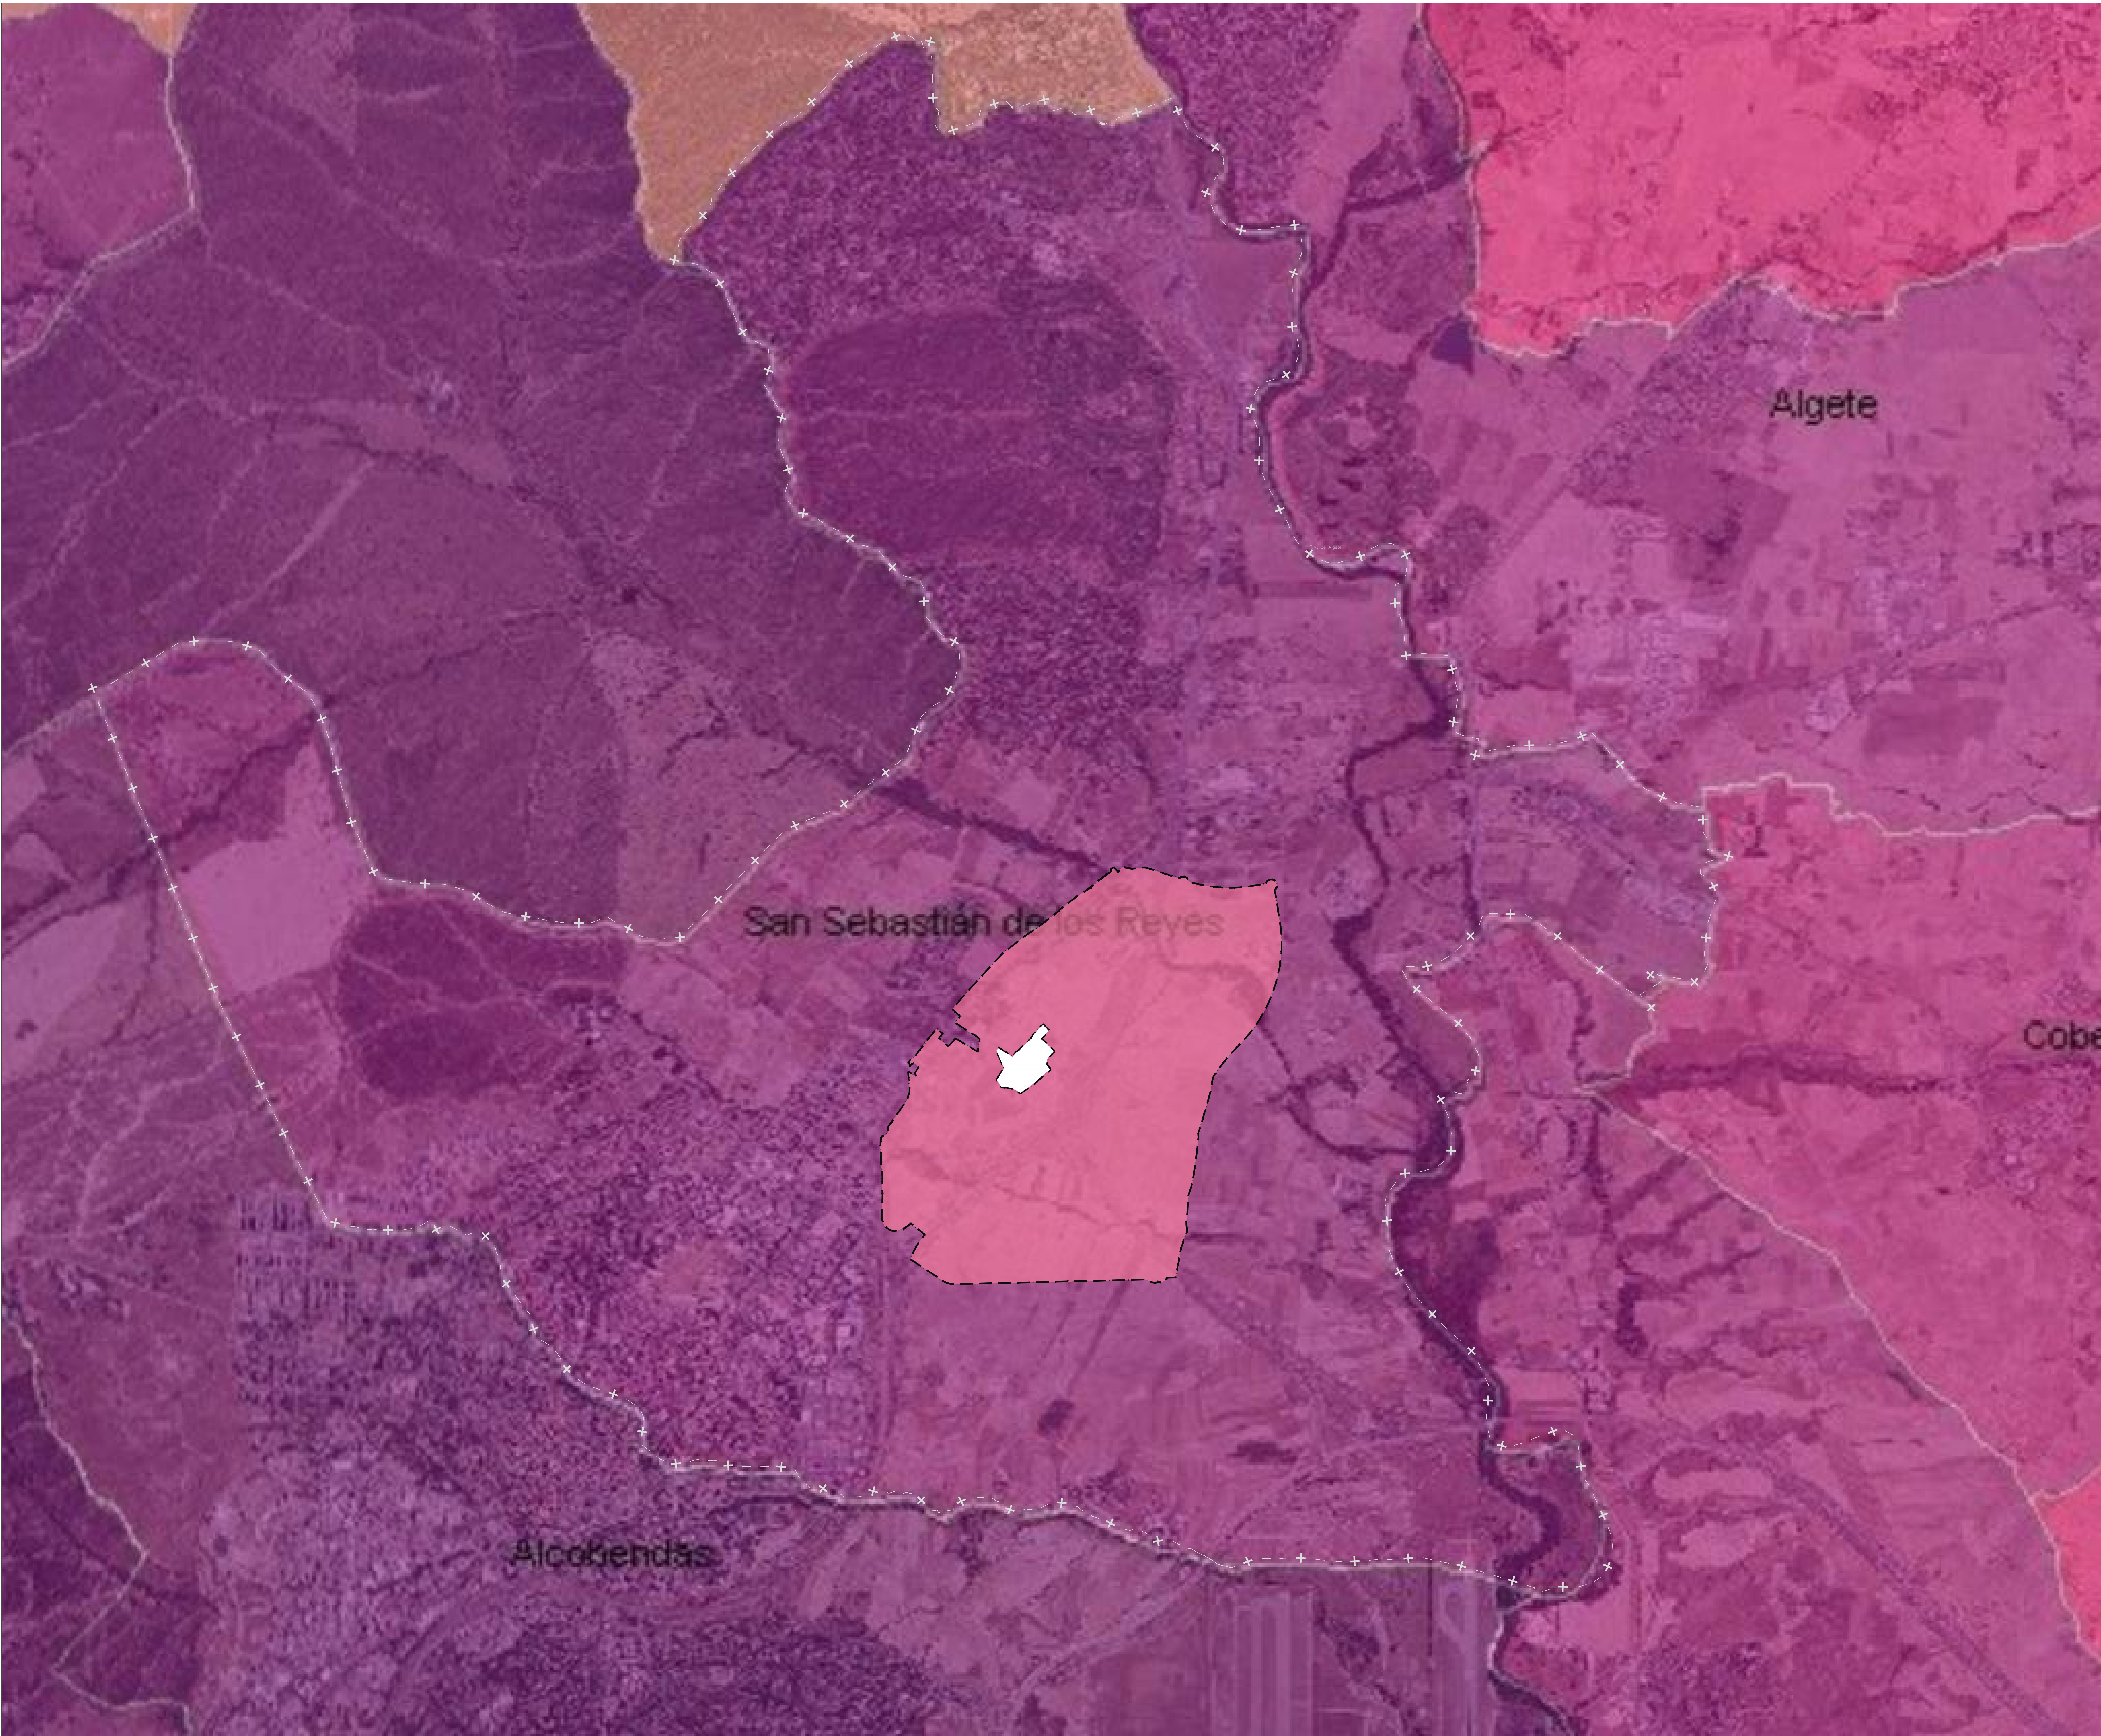 Algete
San Sebastián de los Reyes
Cobe
Alcobendas